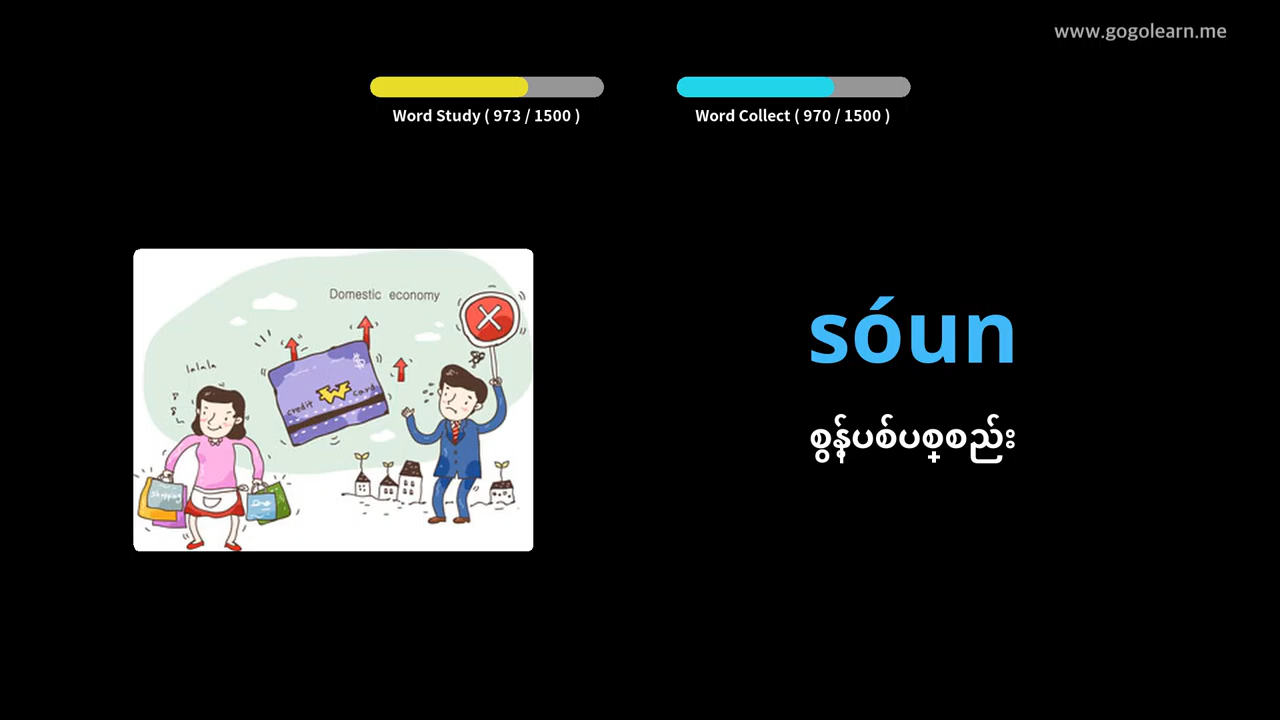 www.gogolearn.me
Word Study ( 973 / 1500 )
Word Collect ( 970 / 1500 )
Domestic economy
lalala
credit card
Shopping
sóun
စွန့်ပစ်ပစ္စည်း